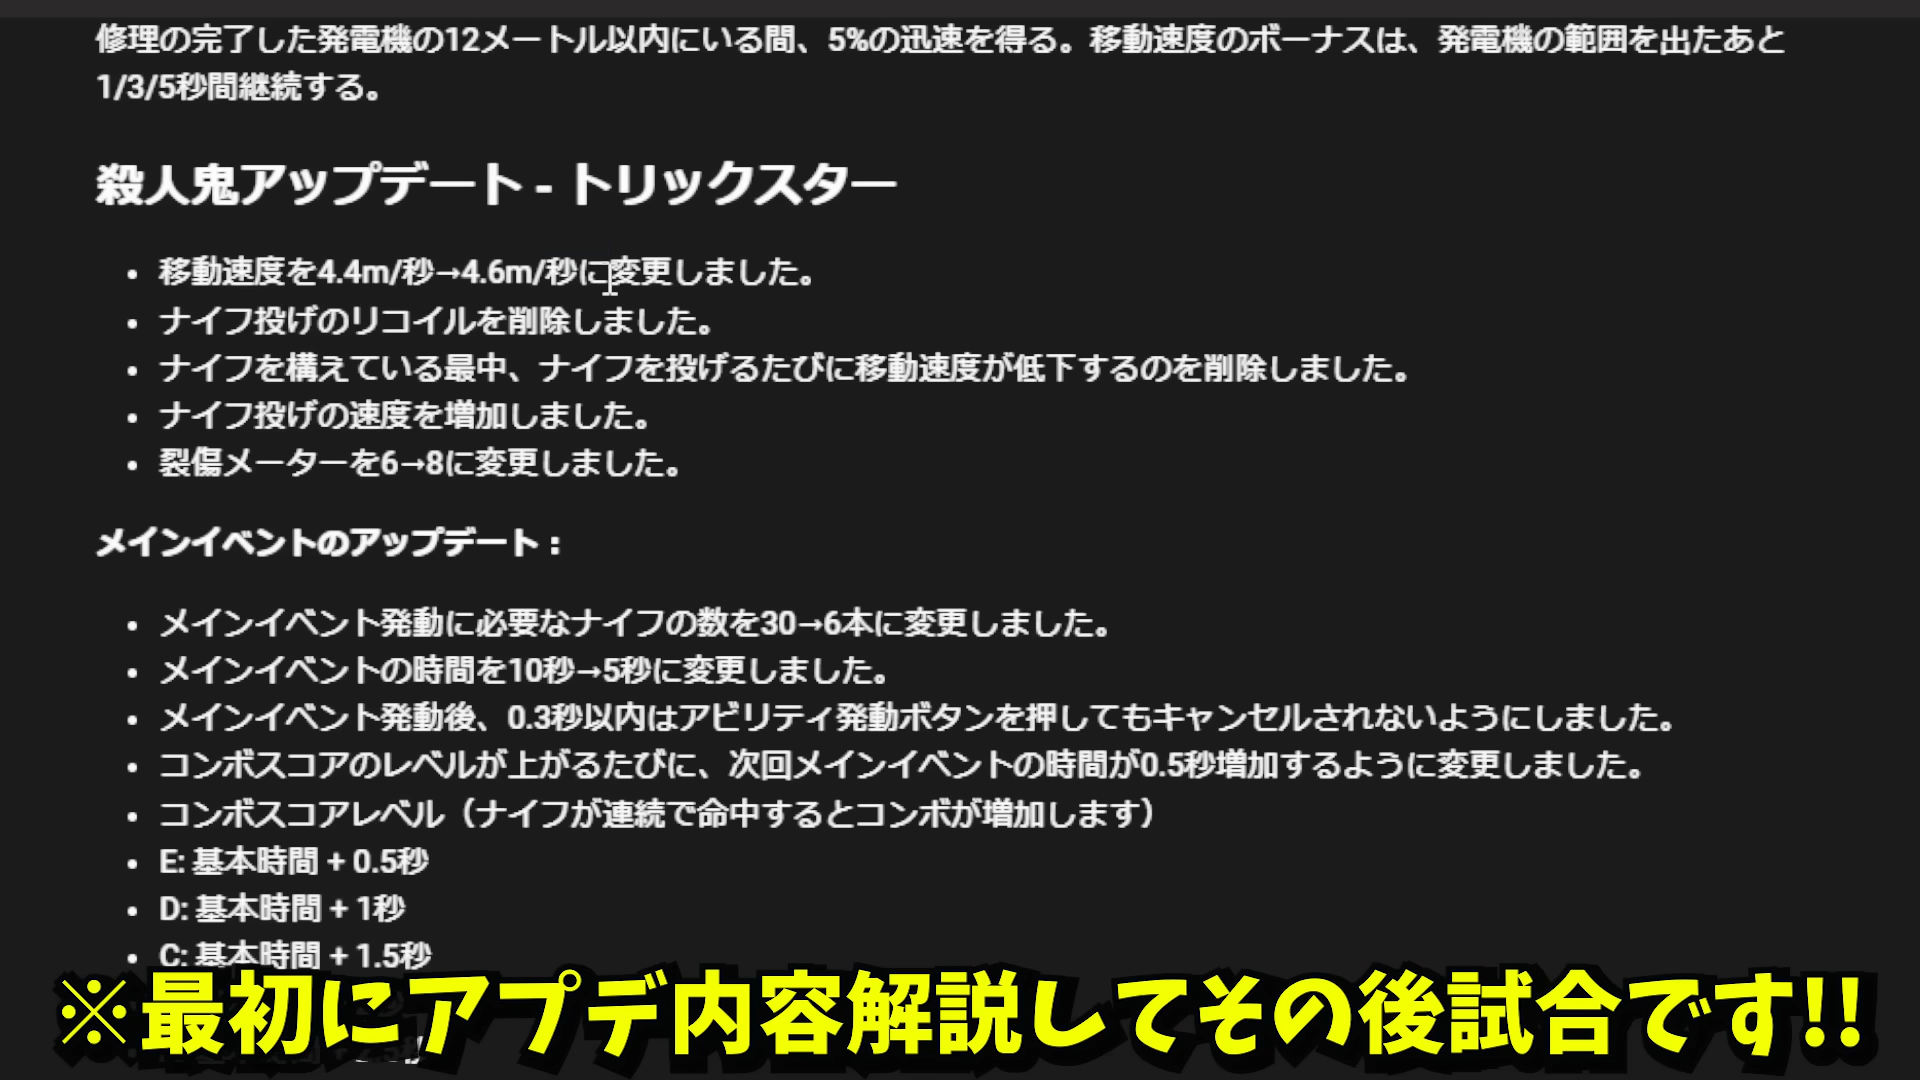 修理の完了した発電機の12メートル以内にいる間、5%の迅速を得る。移動速度のボーナスは、発電機の範囲を出たあと
1/3/5秒間継続する。
殺人鬼アップデート - トリックスター
• 移動速度を4.4m/秒→4.6m/秒に変更しました。
• ナイフ投げのリコイルを削除しました。
• ナイフを構えている最中、ナイフを投げるたびに移動速度が低下するのを削除しました。
• ナイフ投げの速度を増加しました。
• 裂傷メーターを6→8に変更しました。
メインイベントのアップデート：
• メインイベント発動に必要なナイフの数を30→6本に変更しました。
• メインイベントの時間を10秒→5秒に変更しました。
• メインイベント発動後、0.3秒以内はアビリティ発動ボタンを押してもキャンセルされないようにしました。
• コンボスコアのレベルが上がるたびに、次回メインイベントの時間が0.5秒増加するように変更しました。
• コンボスコアレベル（ナイフが連続で命中するとコンボが増加します）
• E: 基本時間 + 0.5秒
• D: 基本時間 + 1秒
• C: 基本時間 + 1.5秒
※最初にアプデ内容解説してその後試合です!!